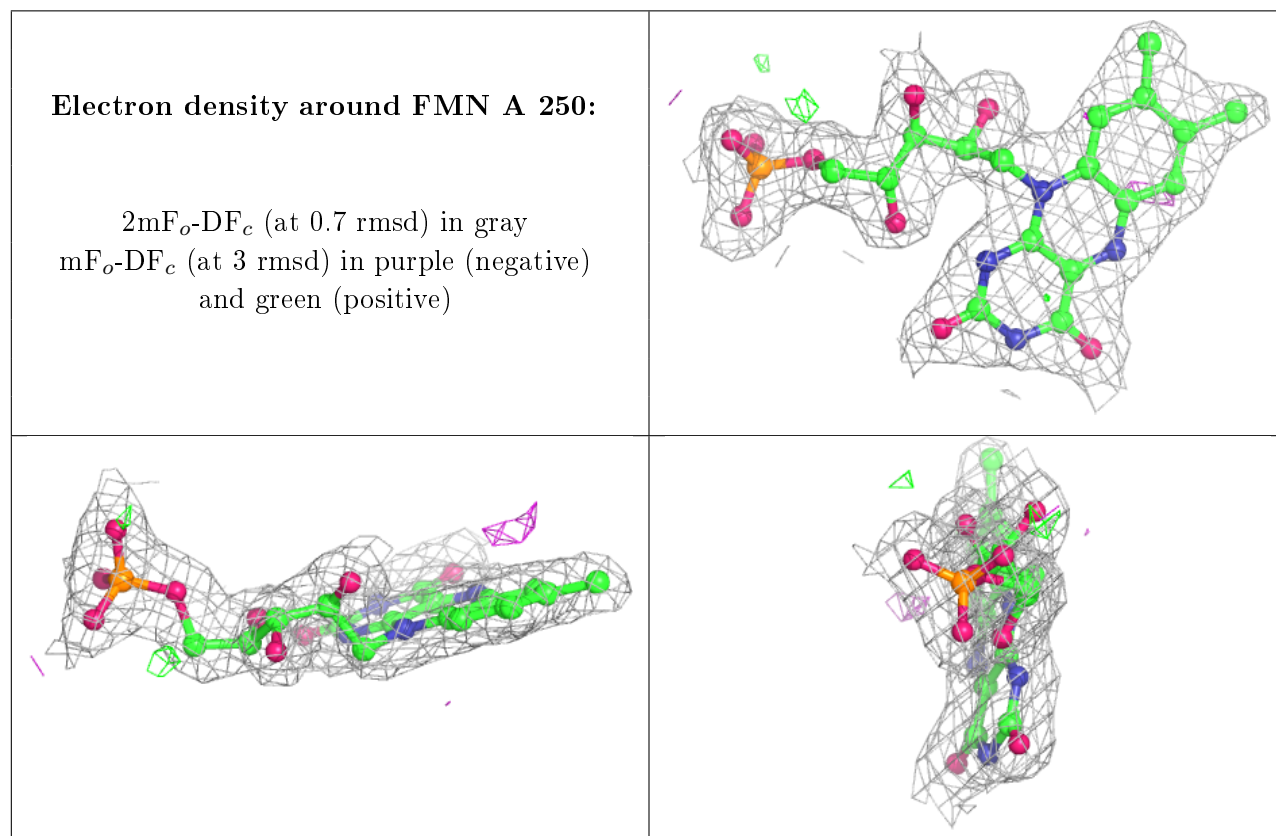 Electron density around FMN A 250:
2mFo-DFc (at 0.7 rmsd) in gray
mFo-DFc (at 3 rmsd) in purple (negative)
and green (positive)